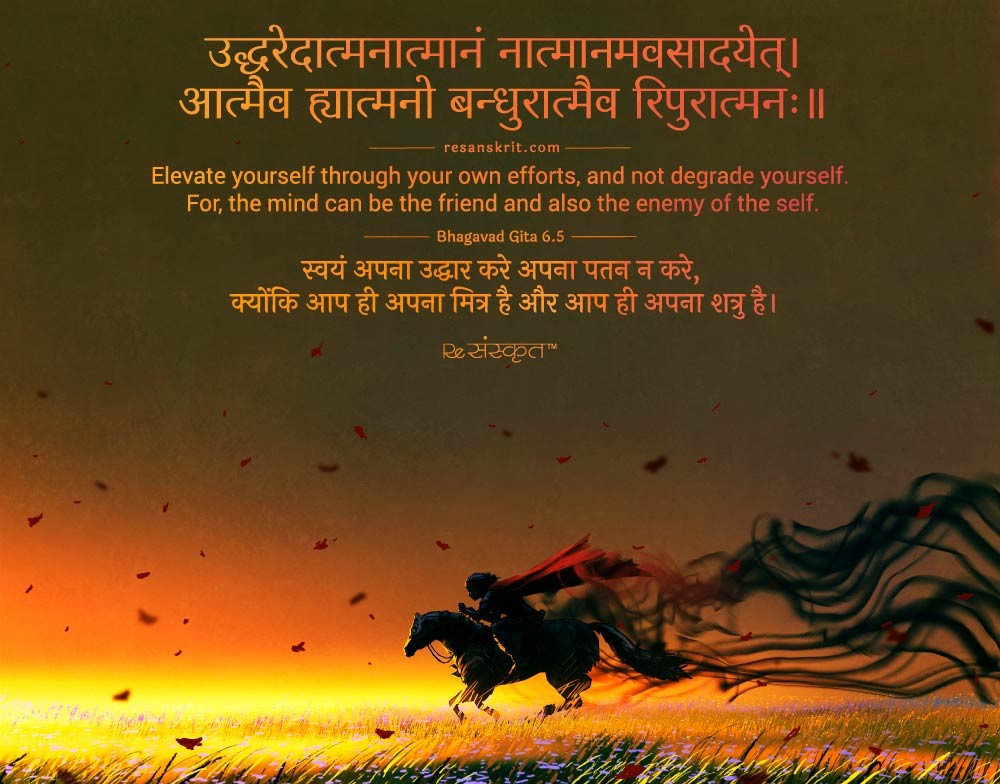 उद्धरेदात्मनात्मानं नात्मानमवसादयेत्।
आत्मैव ह्यात्मनो बन्धुरात्मैव रिपुरात्मनः॥
resanskrit.com
Elevate yourself through your own efforts, and not degrade yourself.
For, the mind can be the friend and also the enemy of the self.
Bhagavad Gita 6.5
स्वयं अपना उद्धार करे अपना पतन न करे,
क्योंकि आप ही अपना मित्र है और आप ही अपना शत्रु है।
Re संस्कृत™